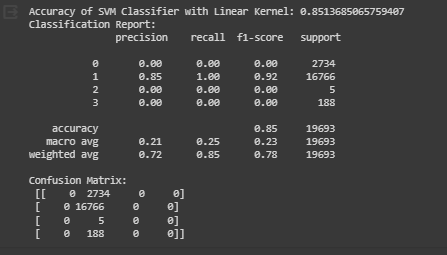 Accuracy of SVM Classifier with Linear Kernel: 0.8513685065759407
Classification Report:
precision recall f1-score support
0 0.00 0.00 0.00 2734
1 0.85 1.00 0.92 16766
2 0.00 0.00 0.00 5
3 0.00 0.00 0.00 188
accuracy 0.85 19693
macro avg 0.21 0.25 0.23 19693
weighted avg 0.72 0.85 0.78 19693
Confusion Matrix:
[[ 0 2734 0 0]
[ 0 16766 0 0]
[ 0 5 0 0]
[ 0 188 0 0]]